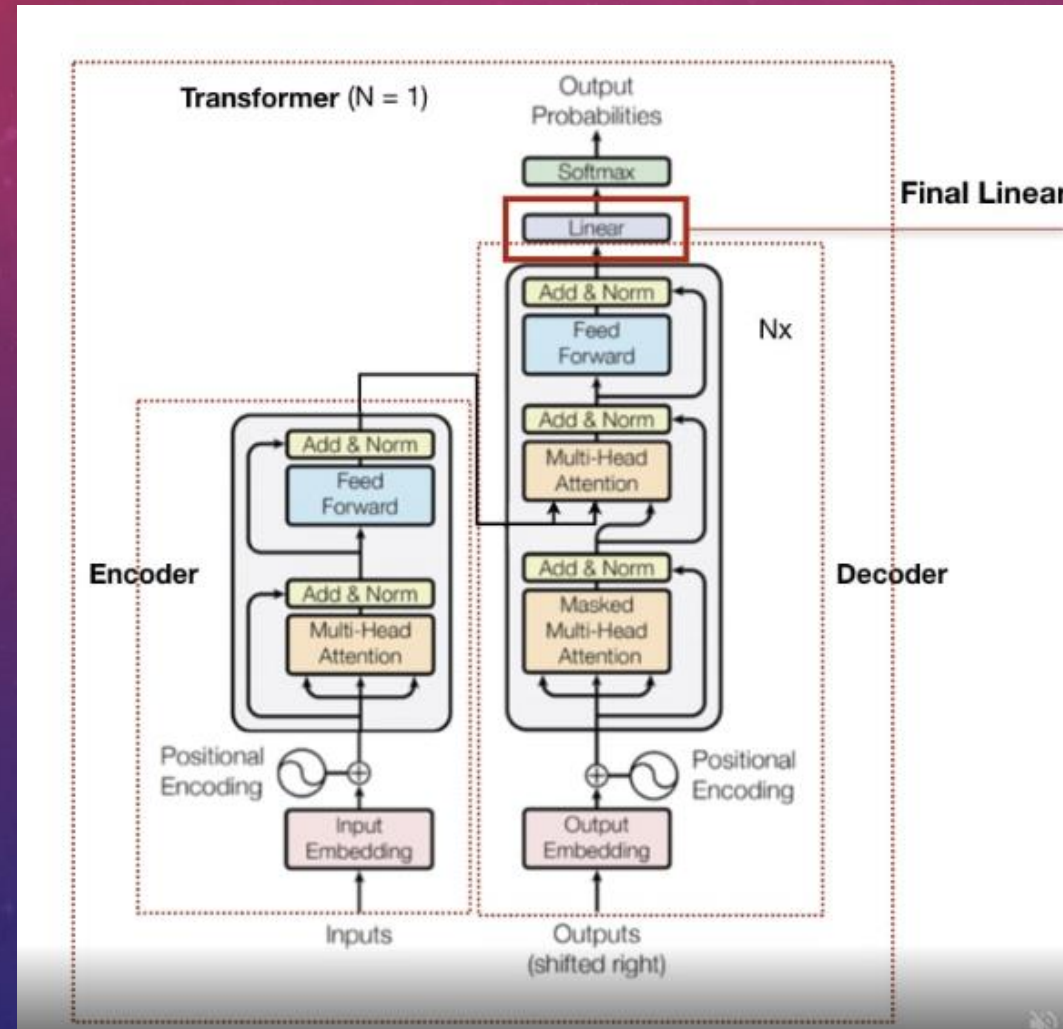 Transformer (N = 1)
Output
Probabilities
Softmax
Final Linear
Linear
Add & Norm
Feed
Forward
Nx
Add & Norm
Multi-Head
Attention
Add & Norm
Feed
Forward
Encoder
Add & Norm
Multi-Head
Attention
Decoder
Add & Norm
Masked
Multi-Head
Attention
Positional
Encoding
Positional
Encoding
Input
Embedding
Output
Embedding
Inputs
Outputs
(shifted right)